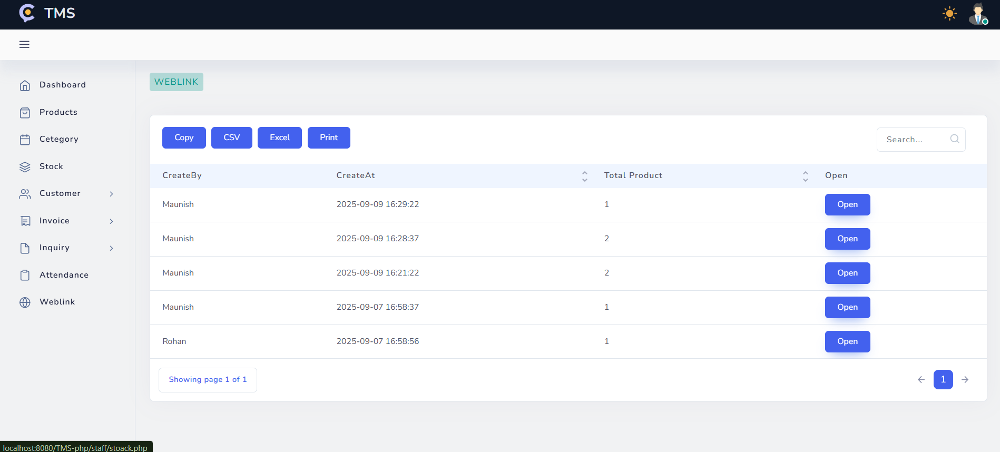 TMS
Dashboard
Products
Cetegory
Stock
Customer
Invoice
Inquiry
Attendance
Weblink
WEBLINK
Copy CSV Excel Print Search...
CreateBy CreateAt Total Product Open
Maunish 2025-09-09 16:29:22 1 Open
Maunish 2025-09-09 16:28:37 2 Open
Maunish 2025-09-09 16:21:22 2 Open
Maunish 2025-09-07 16:58:37 1 Open
Rohan 2025-09-07 16:58:56 1 Open
Showing page 1 of 1 1
localhost:8080/TMS-php/staff/stoack.php